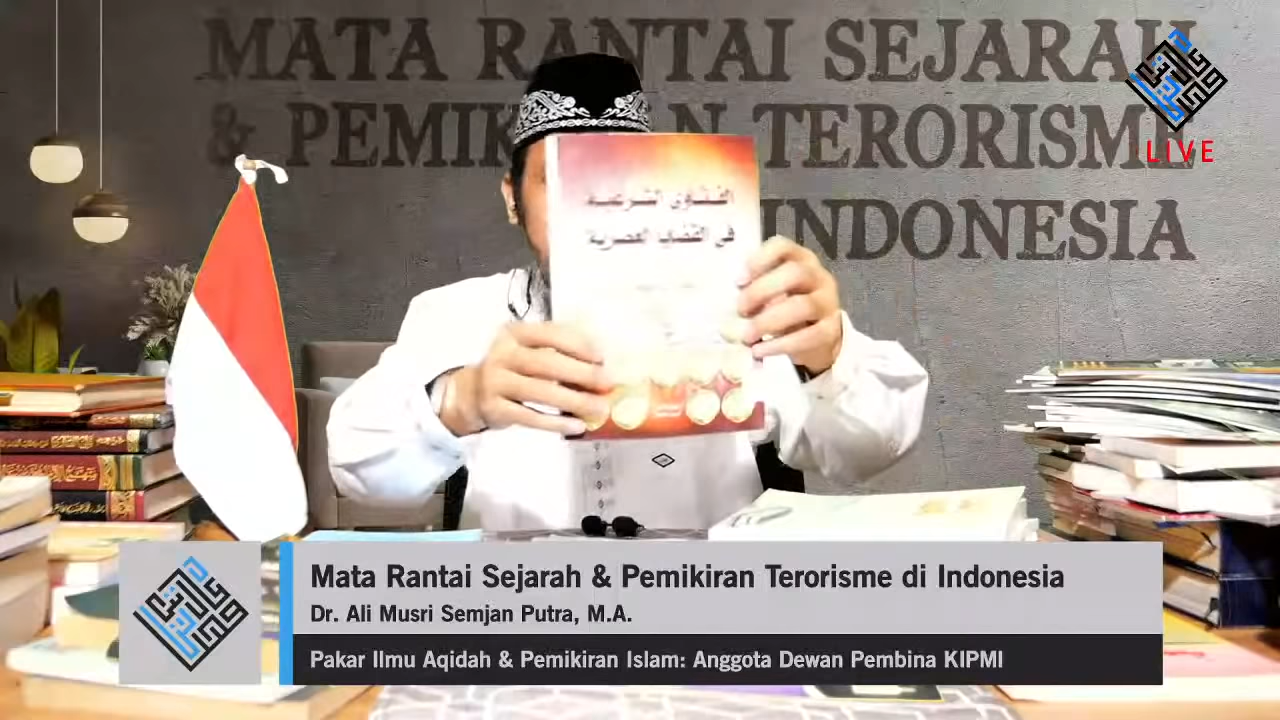 MATA RANTAI SEJARAH
& PEMIKIRAN TERORISME
INDONESIA
LIVE
الفتاوى الشرعية
في القضايا العصرية
Mata Rantai Sejarah & Pemikiran Terorisme di Indonesia
Dr. Ali Musri Semjan Putra, M.A.
Pakar Ilmu Aqidah & Pemikiran Islam: Anggota Dewan Pembina KIPMI